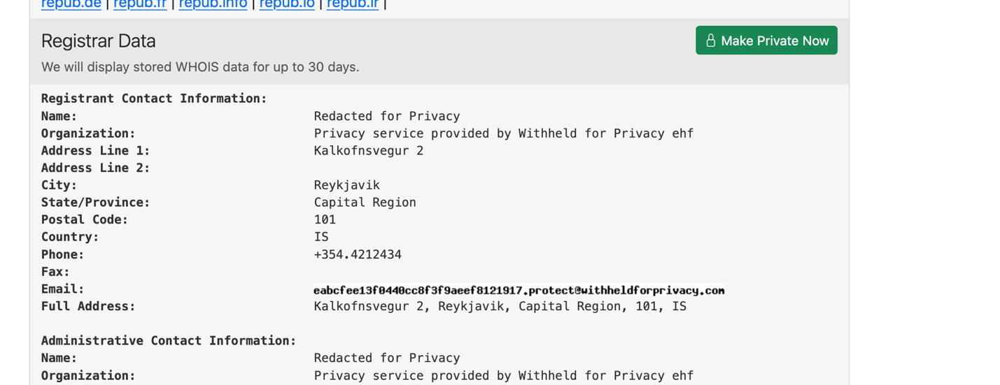 repub.de | repub.fr | repub.info | repub.io | repub.ir |
Registrar Data
Make Private Now
We will display stored WHOIS data for up to 30 days.
Registrant Contact Information:
Name: Redacted for Privacy
Organization: Privacy service provided by Withheld for Privacy ehf
Address Line 1: Kalkofnsvegur 2
Address Line 2:
City: Reykjavik
State/Province: Capital Region
Postal Code: 101
Country: IS
Phone: +354.4212434
Fax:
Email: eabcfee13f0440cc8f3f9aeef8121917.protect@withheldforprivacy.com
Full Address: Kalkofnsvegur 2, Reykjavik, Capital Region, 101, IS
Administrative Contact Information:
Name: Redacted for Privacy
Organization: Privacy service provided by Withheld for Privacy ehf